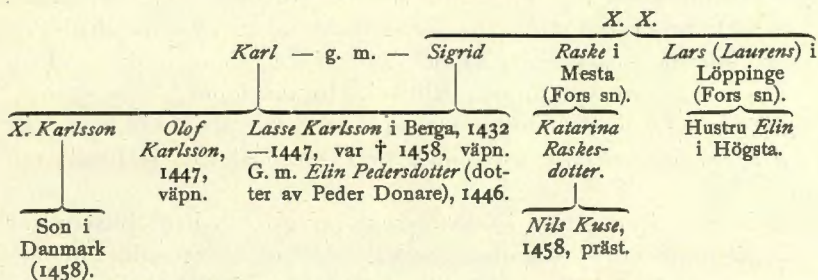 X. X.
Karl — g. m. — Sigrid
Raske i
Mesta
(Fors sn).
Lars (Laurens) i
Löppinge
(Fors sn).
X. Karlsson
Olof
Karlsson,
1447,
väpn.
Lasse Karlsson i Berga, 1432
—1447, var † 1458, väpn.
G. m. Elin Pedersdotter (dot-
ter av Peder Donare), 1446.
Katarina
Raskes-
dotter.
Hustru Elin
i Högsta.
Son i
Danmark
(1458).
Nils Kuse,
1458, präst.